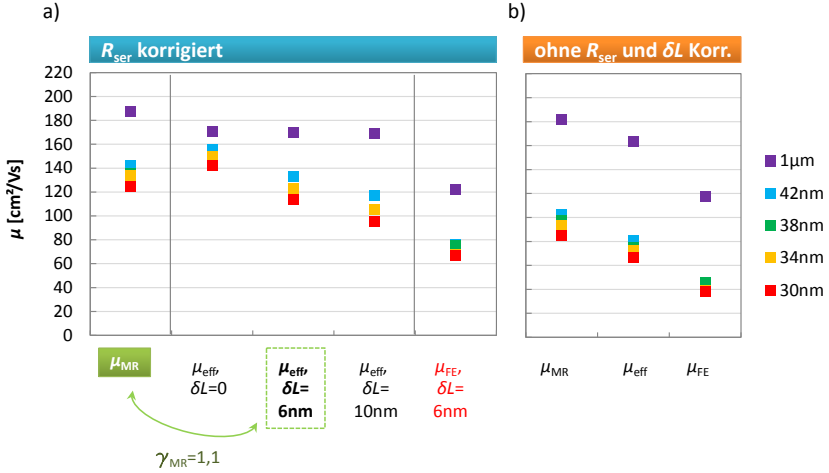 a)
b)
R_ser korrigiert
ohne R_ser und δL Korr.
220
200
180
160
140
120
100
80
60
40
20
0
μ [cm²/Vs]
1μm
42nm
38nm
34nm
30nm
μ_MR
μ_eff, δL=0
μ_eff, δL= 6nm
μ_eff, δL= 10nm
μ_FE, δL= 6nm
μ_MR
μ_eff
μ_FE
γ_MR=1,1